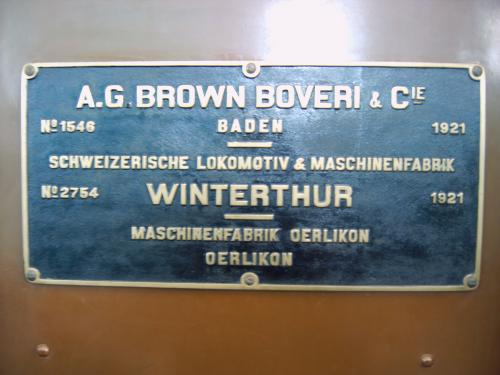 A.G. BROWN BOVERI & CIE
No 1546 BADEN 1921
SCHWEIZERISCHE LOKOMOTIV & MASCHINENFABRIK
No 2754 WINTERTHUR 1921
MASCHINENFABRIK OERLIKON
OERLIKON